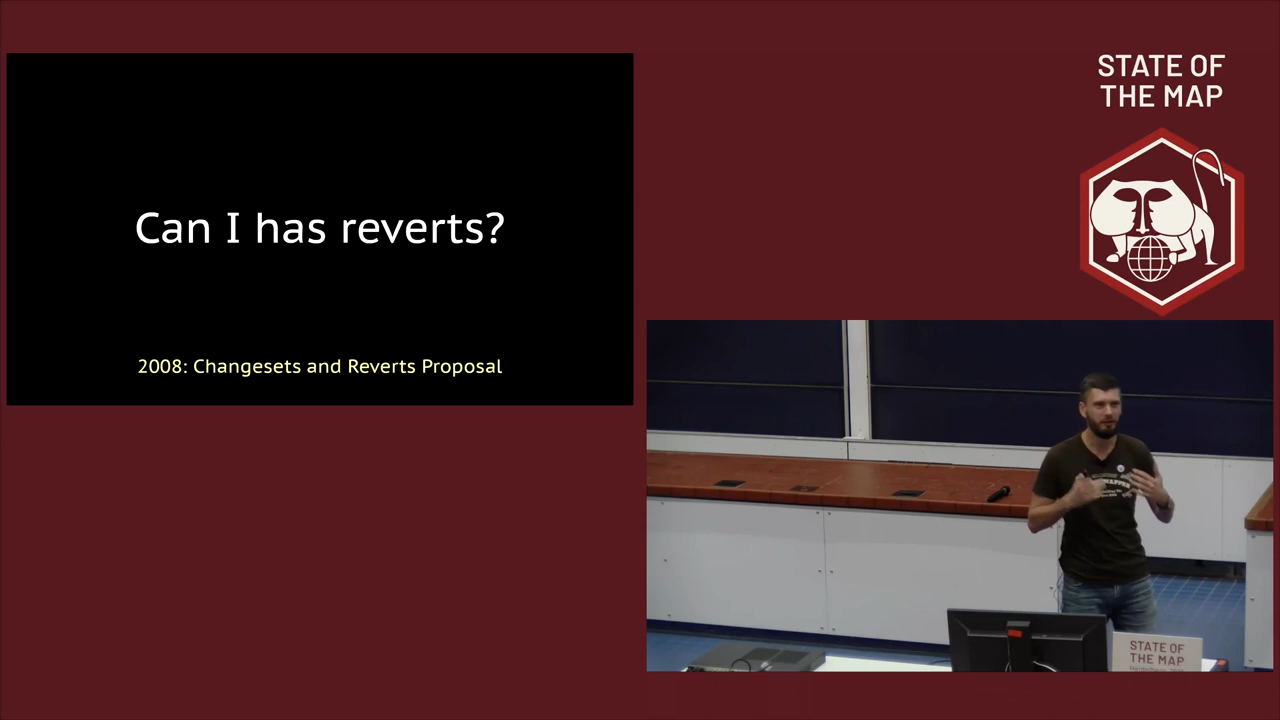 Can I has reverts?
2008: Changesets and Reverts Proposal
STATE OF
THE MAP
STATE OF
THE MAP